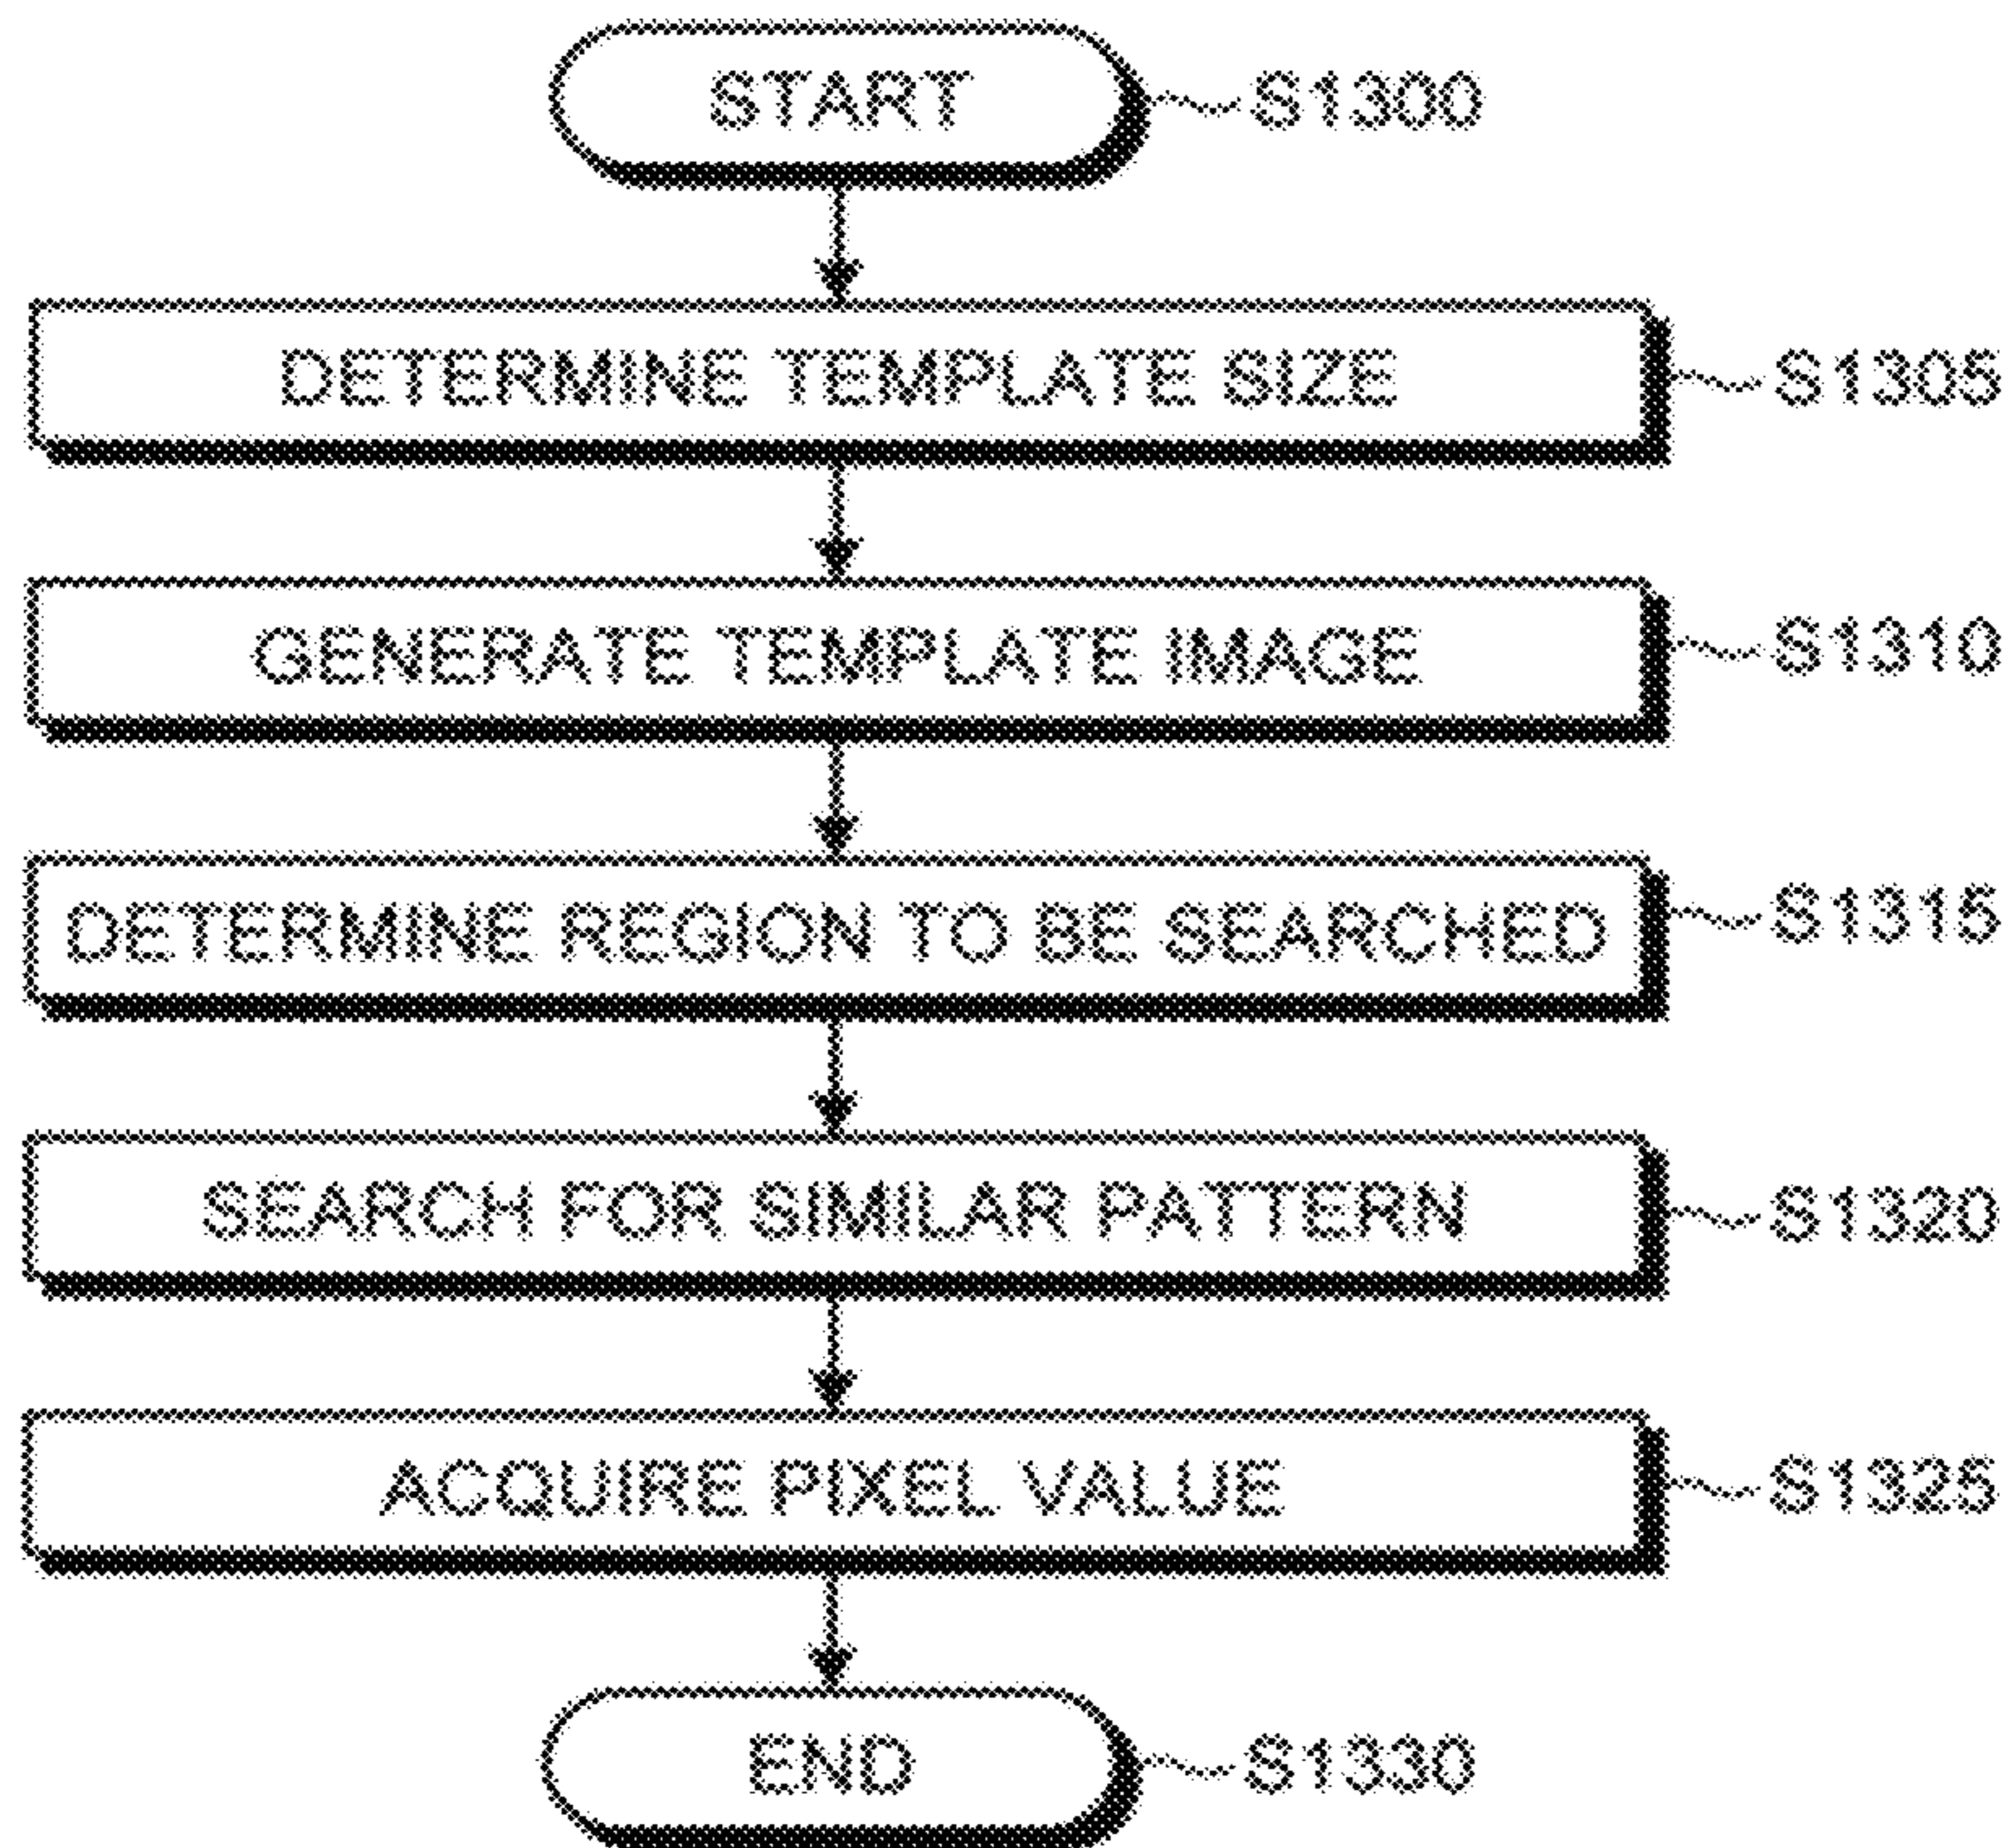 START S1300
DETERMINE TEMPLATE SIZE S1305
GENERATE TEMPLATE IMAGE S1310
DETERMINE REGION TO BE SEARCHED S1315
SEARCH FOR SIMILAR PATTERN S1320
ACQUIRE PIXEL VALUE S1325
END S1330